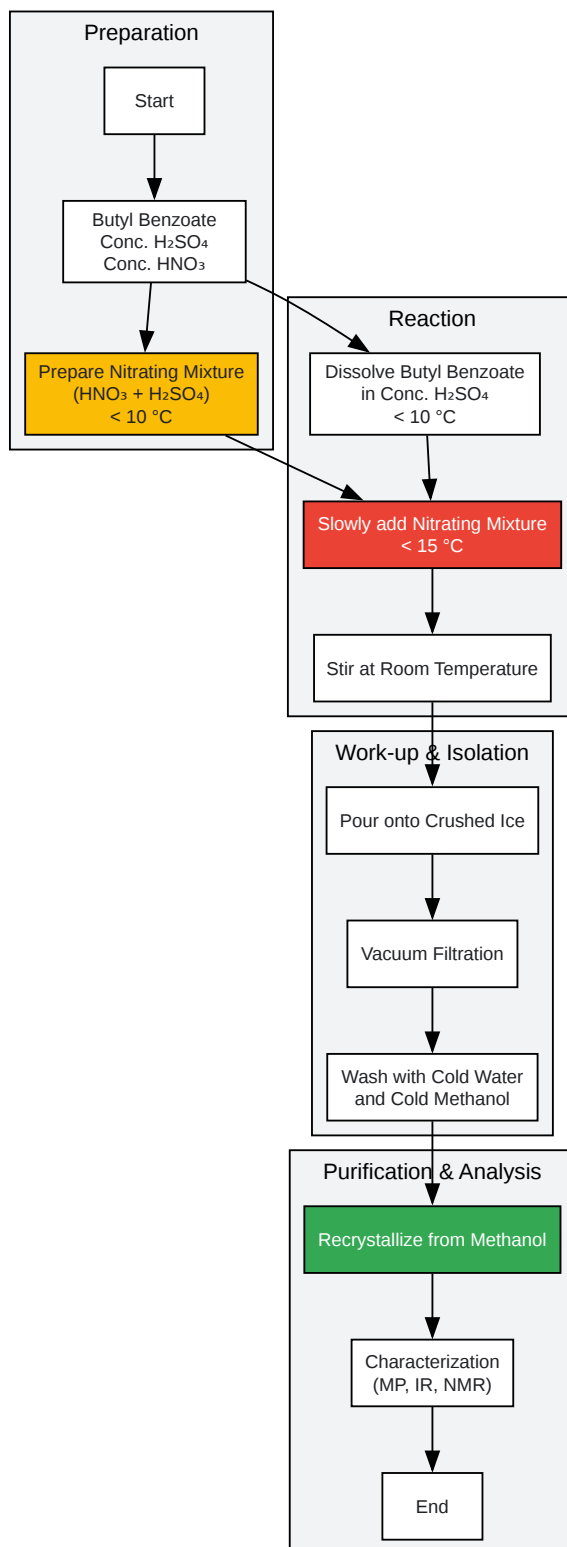 Preparation
Start
Butyl Benzoate
Conc. H₂SO₄
Conc. HNO₃
Prepare Nitrating Mixture
(HNO₃ + H₂SO₄)
< 10 °C
Reaction
Dissolve Butyl Benzoate
in Conc. H₂SO₄
< 10 °C
Slowly add Nitrating Mixture
< 15 °C
Stir at Room Temperature
Work-up & Isolation
Pour onto Crushed Ice
Vacuum Filtration
Wash with Cold Water
and Cold Methanol
Purification & Analysis
Recrystallize from Methanol
Characterization
(MP, IR, NMR)
End